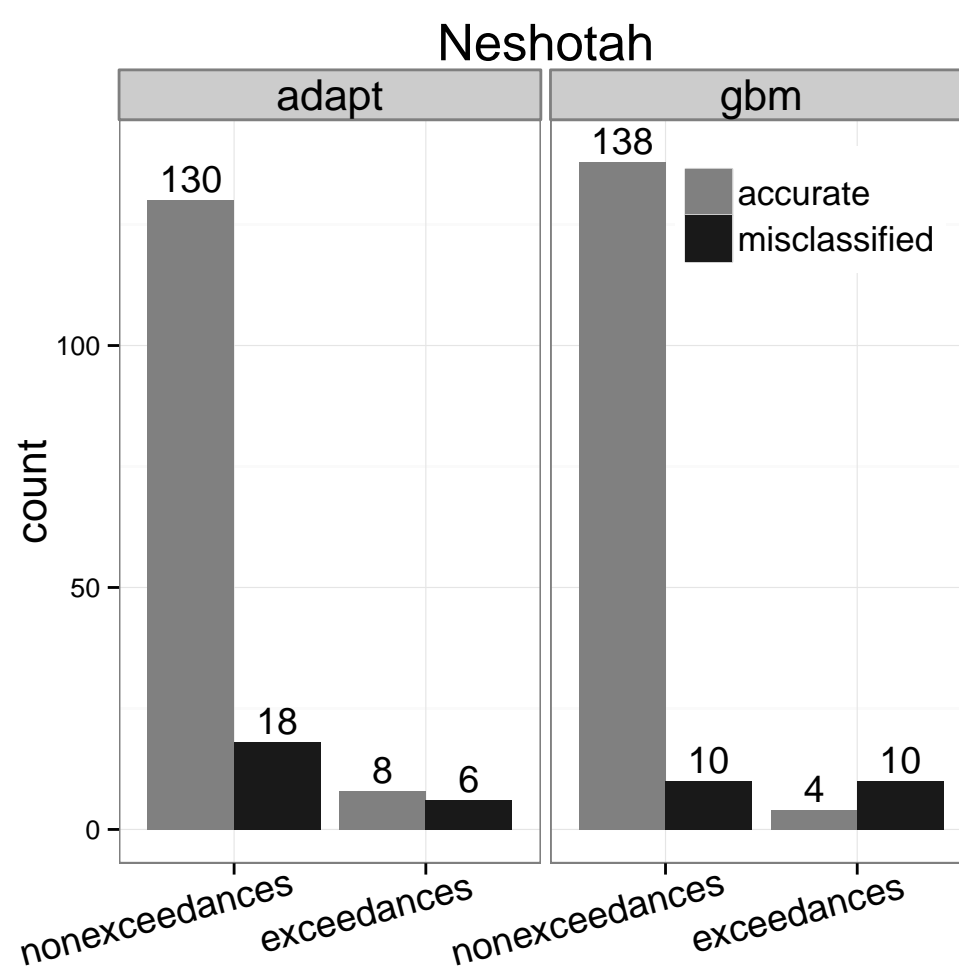 Neshotah
adapt
gbm
138
130
accurate
misclassified
100
count
50
18
10
10
8
6
4
0
nonexceedances
exceedances
nonexceedances
exceedances